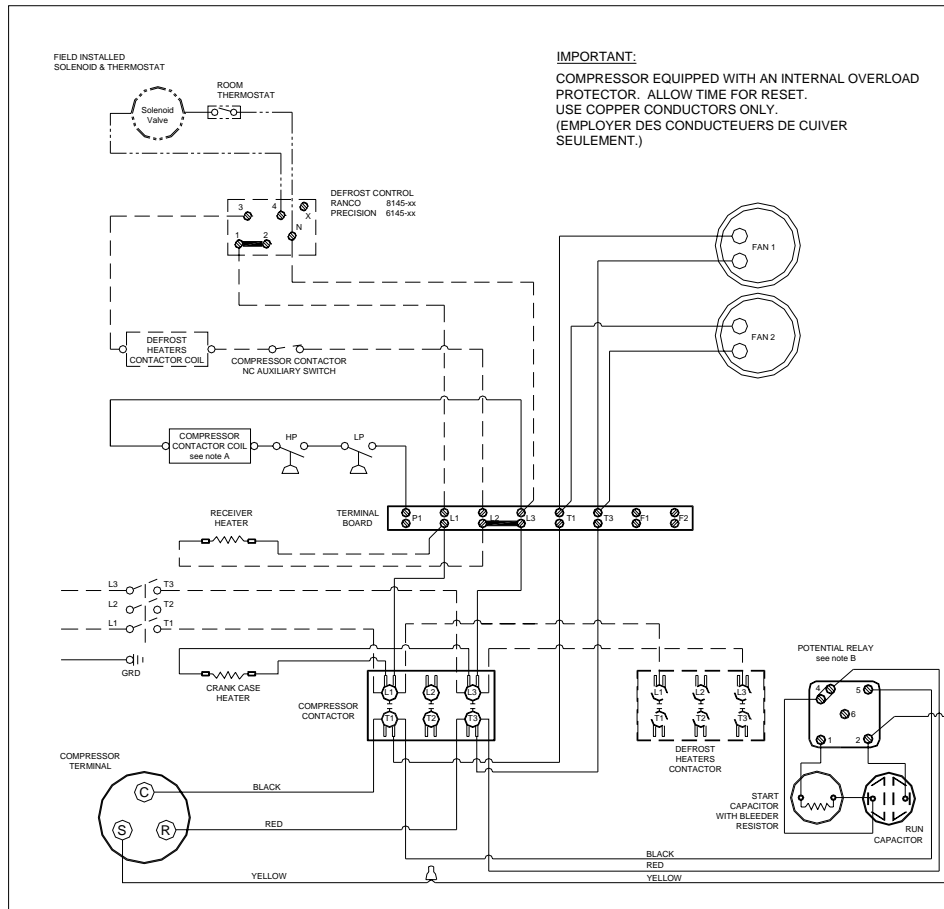 FIELD INSTALLED
SOLENOID & THERMOSTAT
ROOM
THERMOSTAT
Solenoid
Valve
IMPORTANT:
COMPRESSOR EQUIPPED WITH AN INTERNAL OVERLOAD
PROTECTOR. ALLOW TIME FOR RESET.
USE COPPER CONDUCTORS ONLY.
(EMPLOYER DES CONDUCTEUERS DE CUIVER
SEULEMENT.)
DEFROST CONTROL
RANCO 8145-xx
PRECISION 6145-xx
3
4
X
1
2
N
FAN 1
FAN 2
DEFROST
HEATERS
CONTACTOR COIL
COMPRESSOR CONTACTOR
NC AUXILIARY SWITCH
COMPRESSOR
CONTACTOR COIL
see note A
HP
LP
RECEIVER
HEATER
TERMINAL
BOARD
P1
L1
L2
L3
T1
T3
F1
F2
L3
T3
L2
T2
L1
T1
GRD
CRANK CASE
HEATER
COMPRESSOR
CONTACTOR
L1
L2
L3
T1
T2
T3
L1
L2
L3
T1
T2
T3
DEFROST
HEATERS
CONTACTOR
POTENTIAL RELAY
see note B
4
5
6
1
2
COMPRESSOR
TERMINAL
C
S
R
BLACK
RED
YELLOW
START
CAPACITOR
WITH BLEEDER
RESISTOR
RUN
CAPACITOR
BLACK
RED
YELLOW